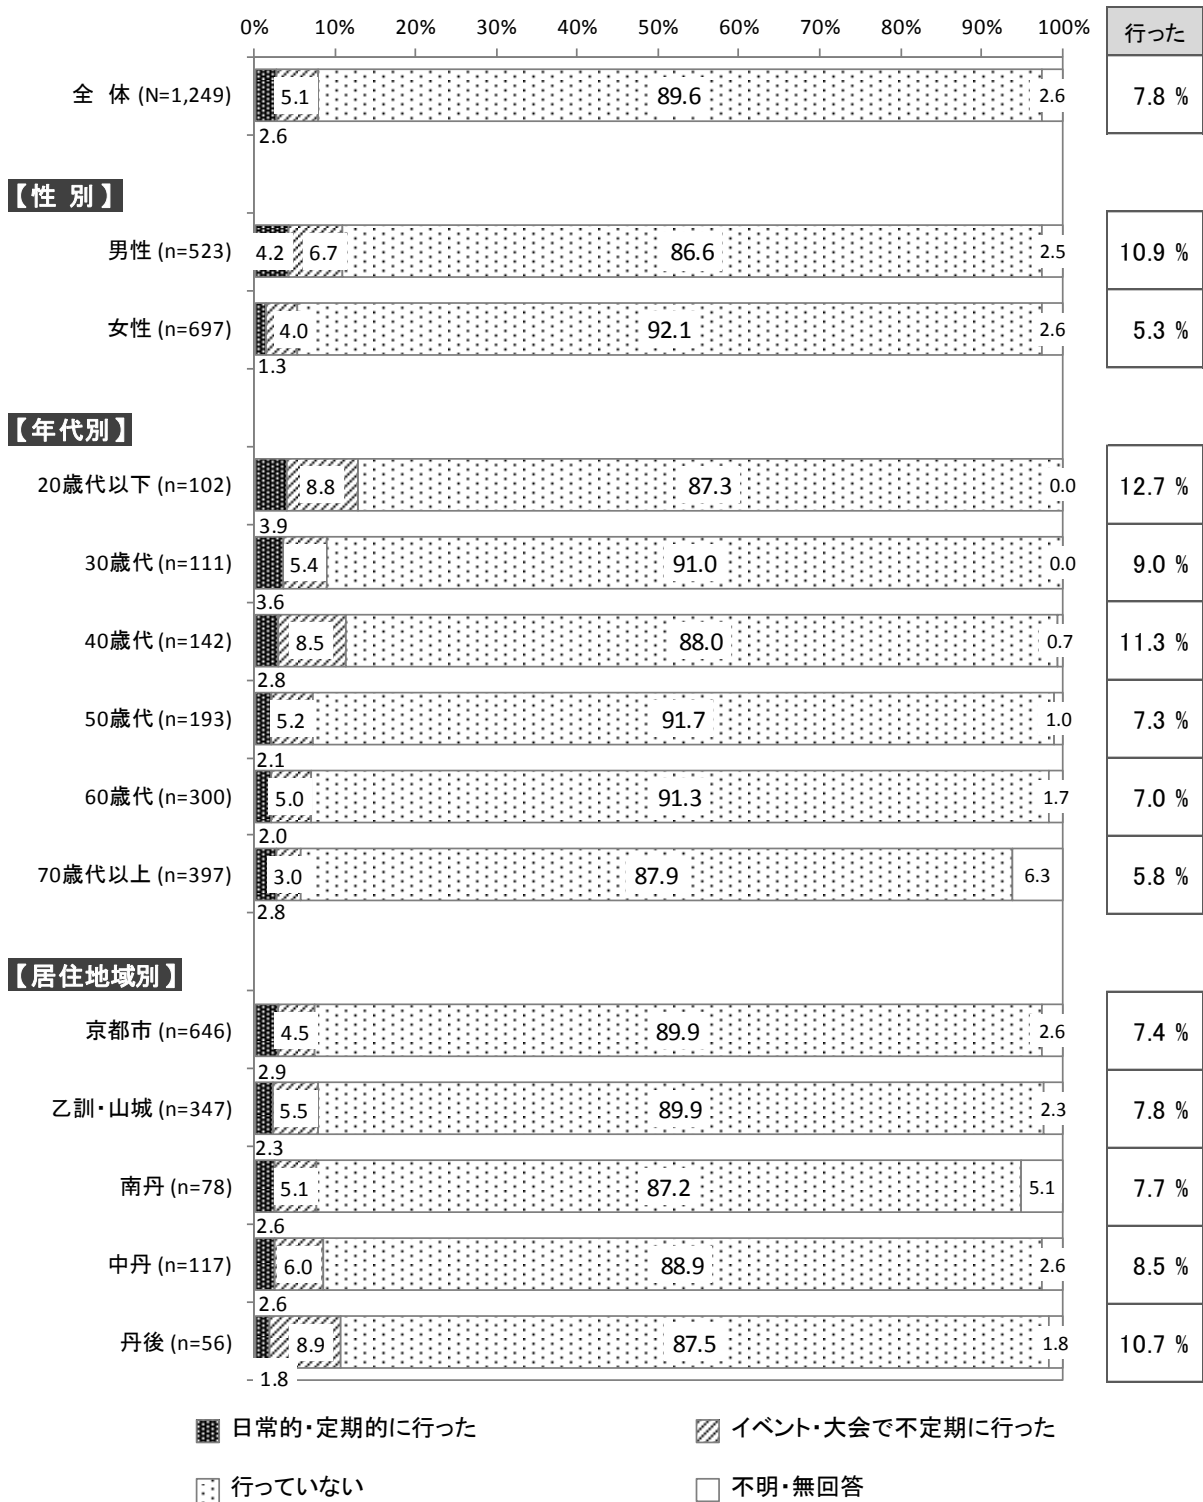 0% 10% 20% 30% 40% 50% 60% 70% 80% 90% 100% 行った
全 体 (N=1,249) 5.1 89.6 2.6 7.8 %
2.6
【性 別】
男性 (n=523) 4.2 6.7 86.6 2.5 10.9 %
女性 (n=697) 4.0 92.1 2.6 5.3 %
1.3
【年代別】
20歳代以下 (n=102) 8.8 87.3 0.0 12.7 %
3.9
30歳代 (n=111) 5.4 91.0 0.0 9.0 %
3.6
40歳代 (n=142) 8.5 88.0 0.7 11.3 %
2.8
50歳代 (n=193) 5.2 91.7 1.0 7.3 %
2.1
60歳代 (n=300) 5.0 91.3 1.7 7.0 %
2.0
70歳代以上 (n=397) 3.0 87.9 6.3 5.8 %
2.8
【居住地域別】
京都市 (n=646) 4.5 89.9 2.6 7.4 %
2.9
乙訓・山城 (n=347) 5.5 89.9 2.3 7.8 %
2.3
南丹 (n=78) 5.1 87.2 5.1 7.7 %
2.6
中丹 (n=117) 6.0 88.9 2.6 8.5 %
2.6
丹後 (n=56) 8.9 87.5 1.8 10.7 %
1.8
日常的・定期的に行った イベント・大会で不定期に行った
行っていない 不明・無回答